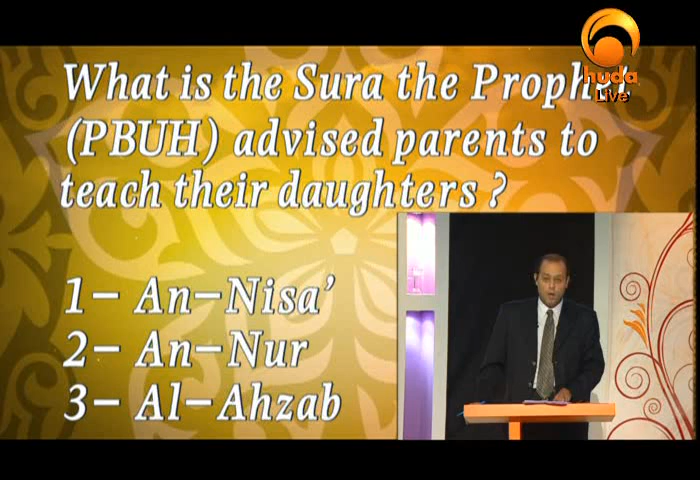 What is the Sura the Prophet
(PBUH) advised parents to
teach their daughters ?
1- An-Nisa'
2- An-Nur
3- Al-Ahzab
huda
Live